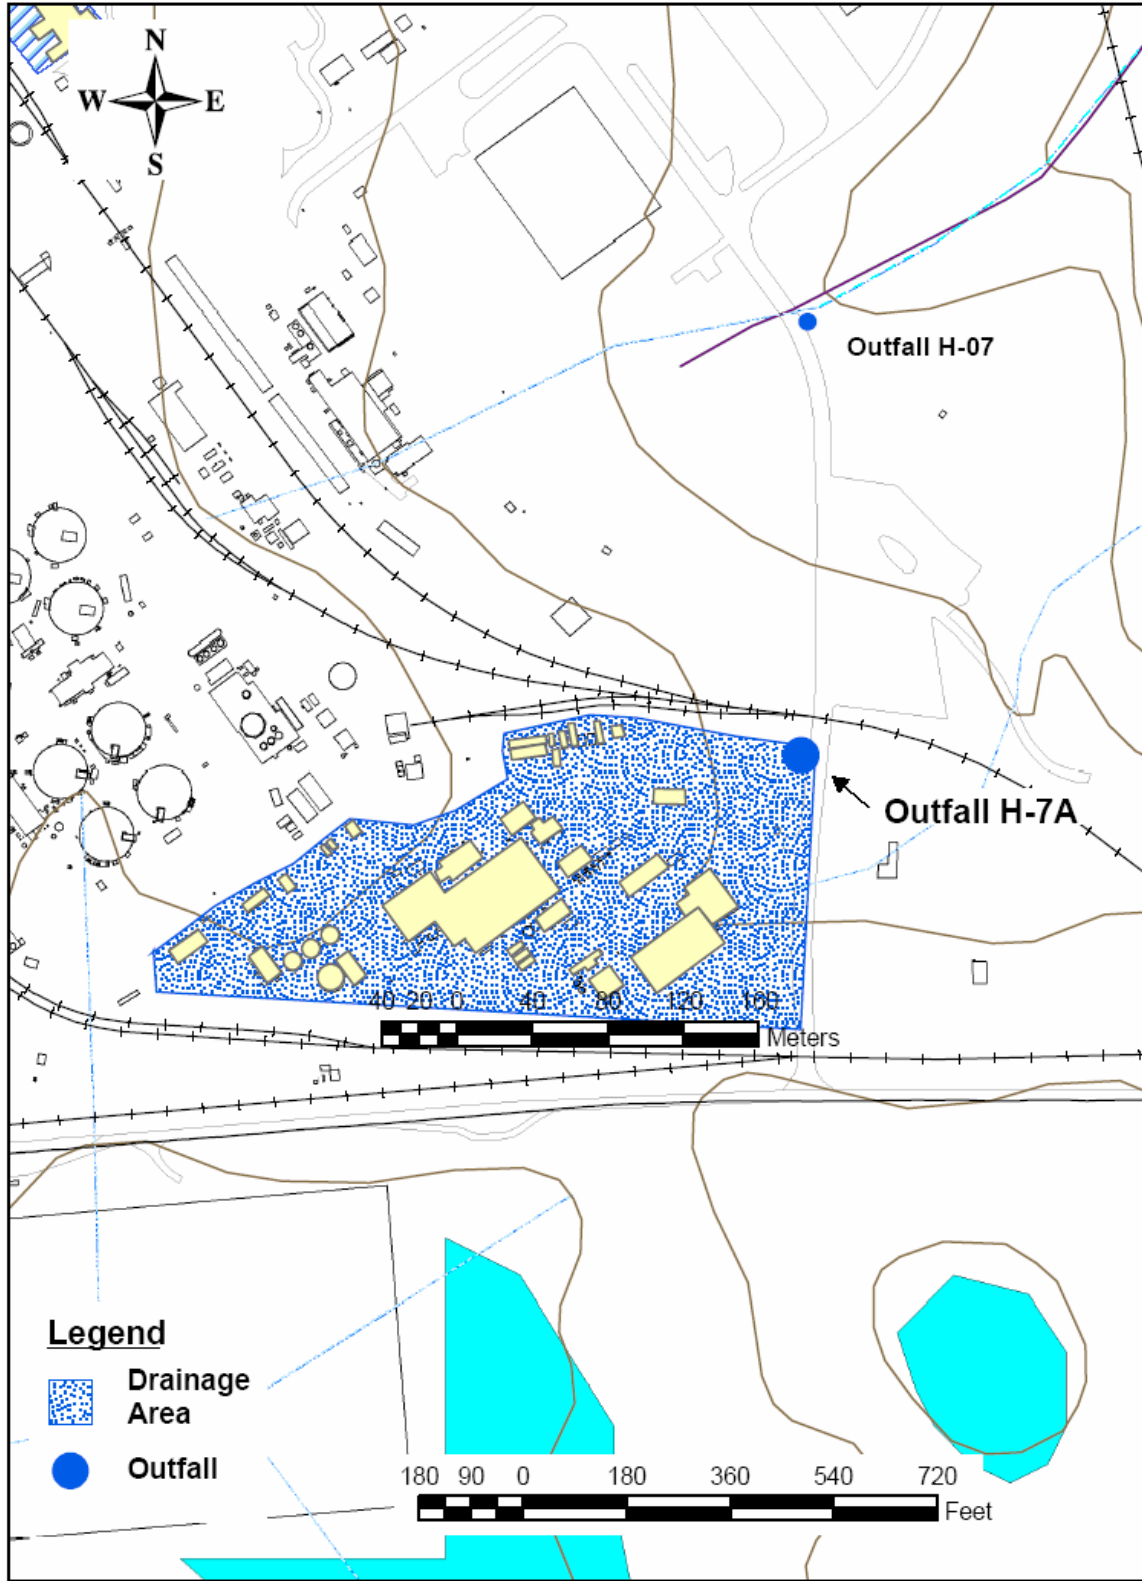 N
W E
S
Outfall H-07
Outfall H-7A
40 20 0 40 80 120 160
Meters
Legend
Drainage
Area
Outfall
180 90 0 180 360 540 720
Feet